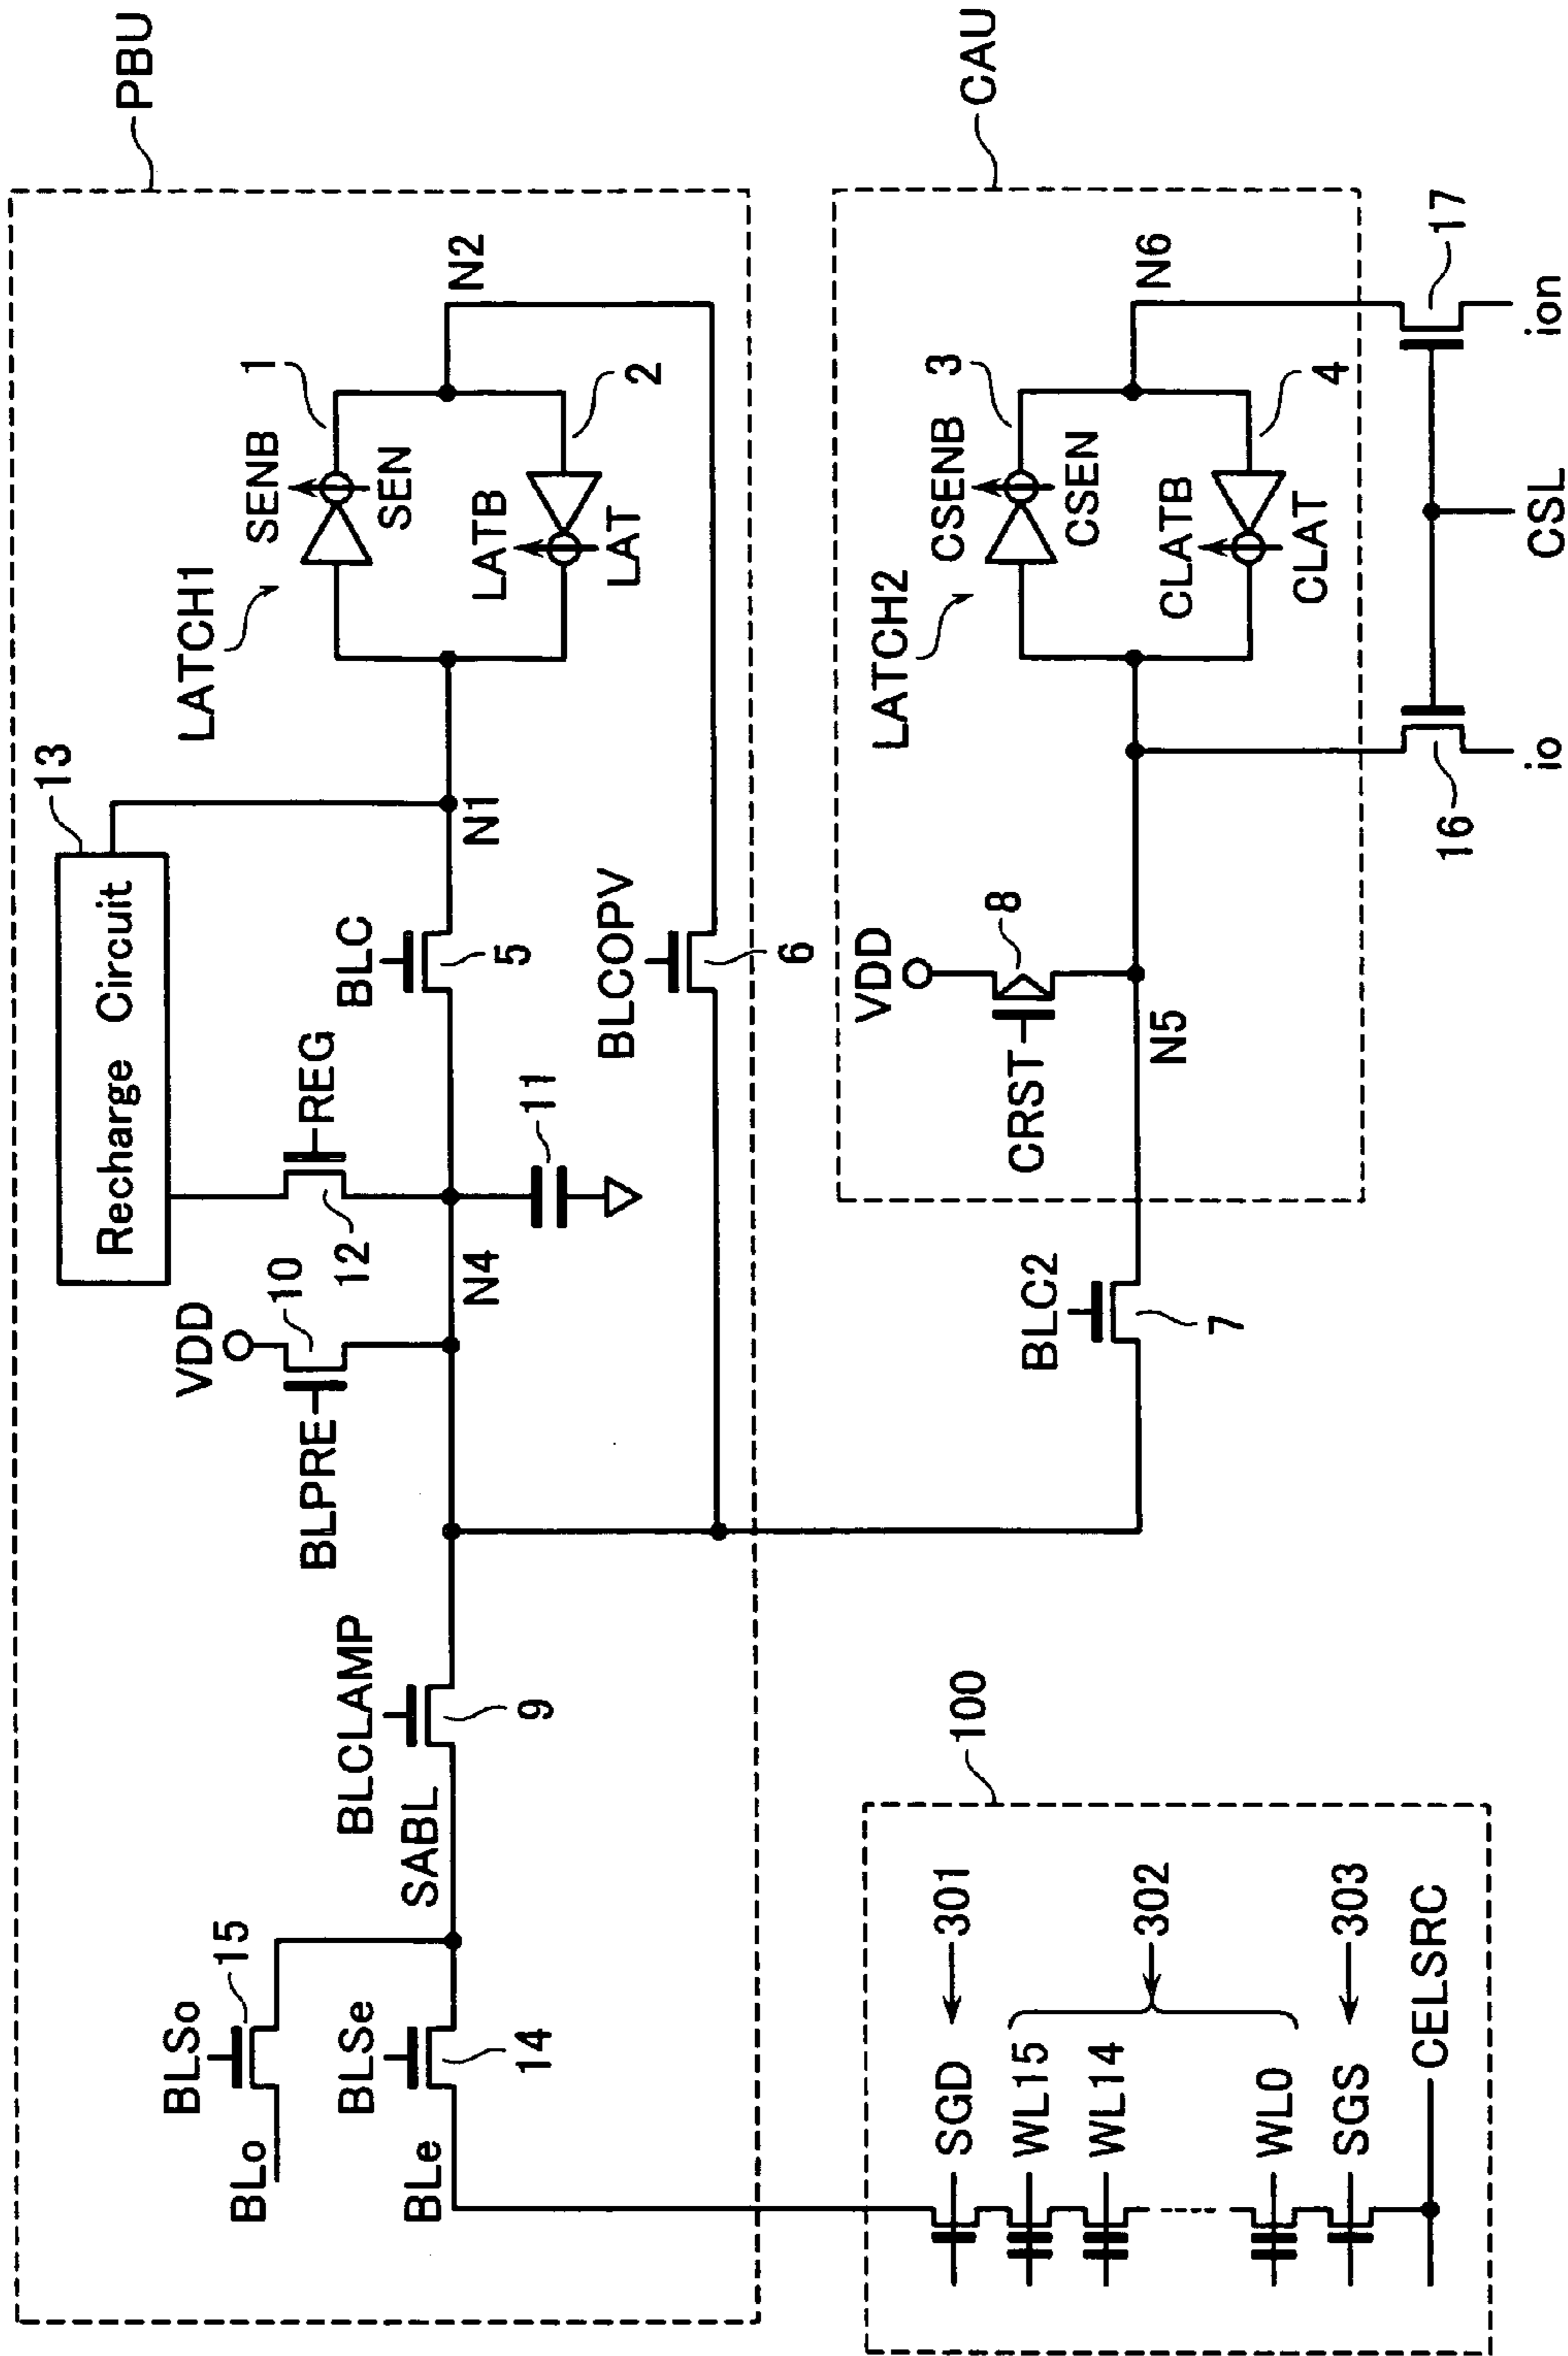 PBU
13
Recharge Circuit
LATCH1
SENB
1
SEN
N2
LATB
LAT
2
N1
BLC
5
BLCOPV
6
REG
12
11
N4
VDD
10
BLPRE
BLCLAMP
9
SABL
BLSo
15
BLo
BLSe
14
BLe
CAU
LATCH2
CSENB
3
CSEN
N6
CLATB
CLAT
4
VDD
8
CRST
N5
BLC2
7
16
17
io
CSL
ion
100
SGD
301
WL15
WL14
302
WL0
SGS
303
CELSRC